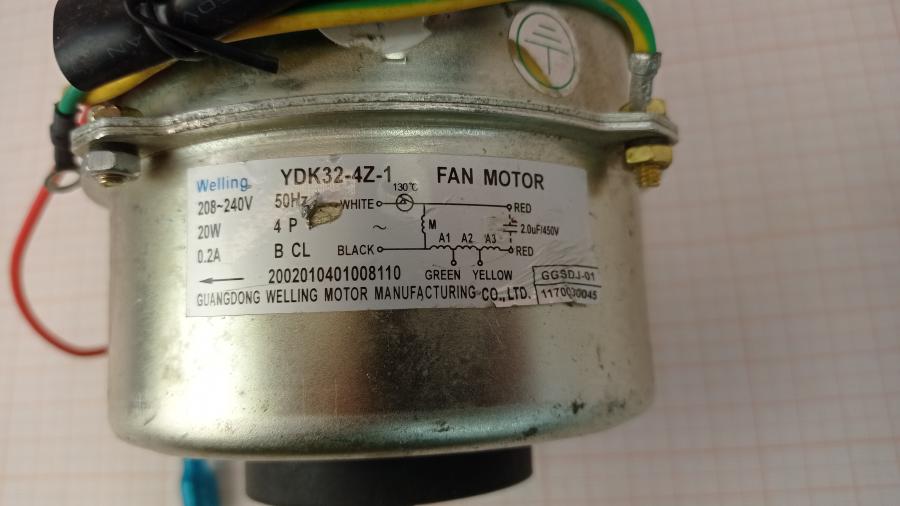 Welling YDK32-4Z-1 FAN MOTOR
208~240V 50Hz
20W 4 P
0.2A B CL
130℃
WHITE RED
~ M 2.0uF/450V
A1 A2 A3
BLACK RED
GREEN YELLOW
2002010401008110
GGSDJ-01
GUANGDONG WELLING MOTOR MANUFACTURING CO.,LTD.